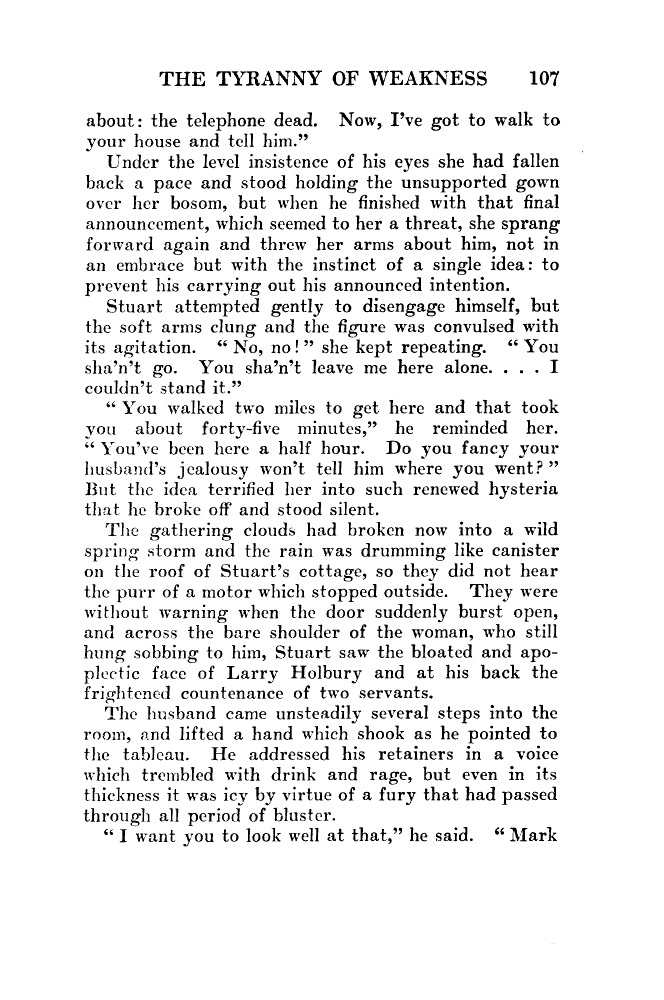 THE TYRANNY OF WEAKNESS 107
about: the telephone dead. Now, I've got to walk to
your house and tell him."
Under the level insistence of his eyes she had fallen
back a pace and stood holding the unsupported gown
over her bosom, but when he finished with that final
announcement, which seemed to her a threat, she sprang
forward again and threw her arms about him, not in
an embrace but with the instinct of a single idea: to
prevent his carrying out his announced intention.
Stuart attempted gently to disengage himself, but
the soft arms clung and the figure was convulsed with
its agitation. "No, no!" she kept repeating. "You
sha'n't go. You sha'n't leave me here alone. . . . I
couldn't stand it."
"You walked two miles to get here and that took
you about forty-five minutes," he reminded her.
"You've been here a half hour. Do you fancy your
husband's jealousy won't tell him where you went?"
But the idea terrified her into such renewed hysteria
that he broke off and stood silent.
The gathering clouds had broken now into a wild
spring storm and the rain was drumming like canister
on the roof of Stuart's cottage, so they did not hear
the purr of a motor which stopped outside. They were
without warning when the door suddenly burst open,
and across the bare shoulder of the woman, who still
hung sobbing to him, Stuart saw the bloated and apo-
plectic face of Larry Holbury and at his back the
frightened countenance of two servants.
The husband came unsteadily several steps into the
room, and lifted a hand which shook as he pointed to
the tableau. He addressed his retainers in a voice
which trembled with drink and rage, but even in its
thickness it was icy by virtue of a fury that had passed
through all period of bluster.
"I want you to look well at that," he said. "Mark